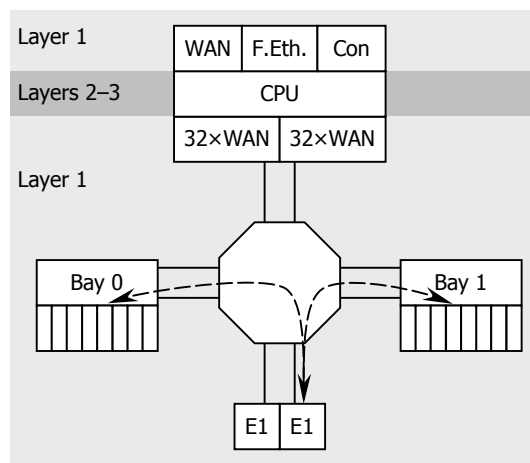 Layer 1
WAN F.Eth. Con
Layers 2–3
CPU
32×WAN 32×WAN
Layer 1
Bay 0
Bay 1
E1 E1